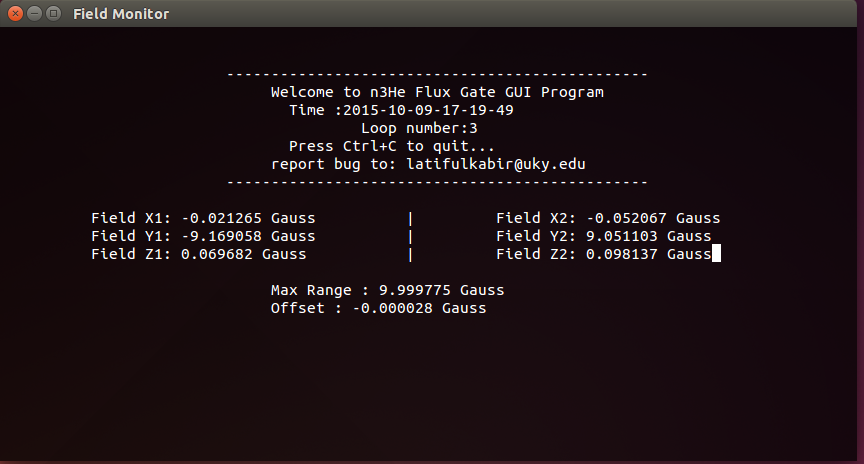 Field Monitor
-----------------------------------------------
Welcome to n3He Flux Gate GUI Program
Time :2015-10-09-17-19-49
Loop number:3
Press Ctrl+C to quit...
report bug to: latifulkabir@uky.edu
-----------------------------------------------
Field X1: -0.021265 Gauss | Field X2: -0.052067 Gauss
Field Y1: -9.169058 Gauss | Field Y2: 9.051103 Gauss
Field Z1: 0.069682 Gauss | Field Z2: 0.098137 Gauss
Max Range : 9.999775 Gauss
Offset : -0.000028 Gauss